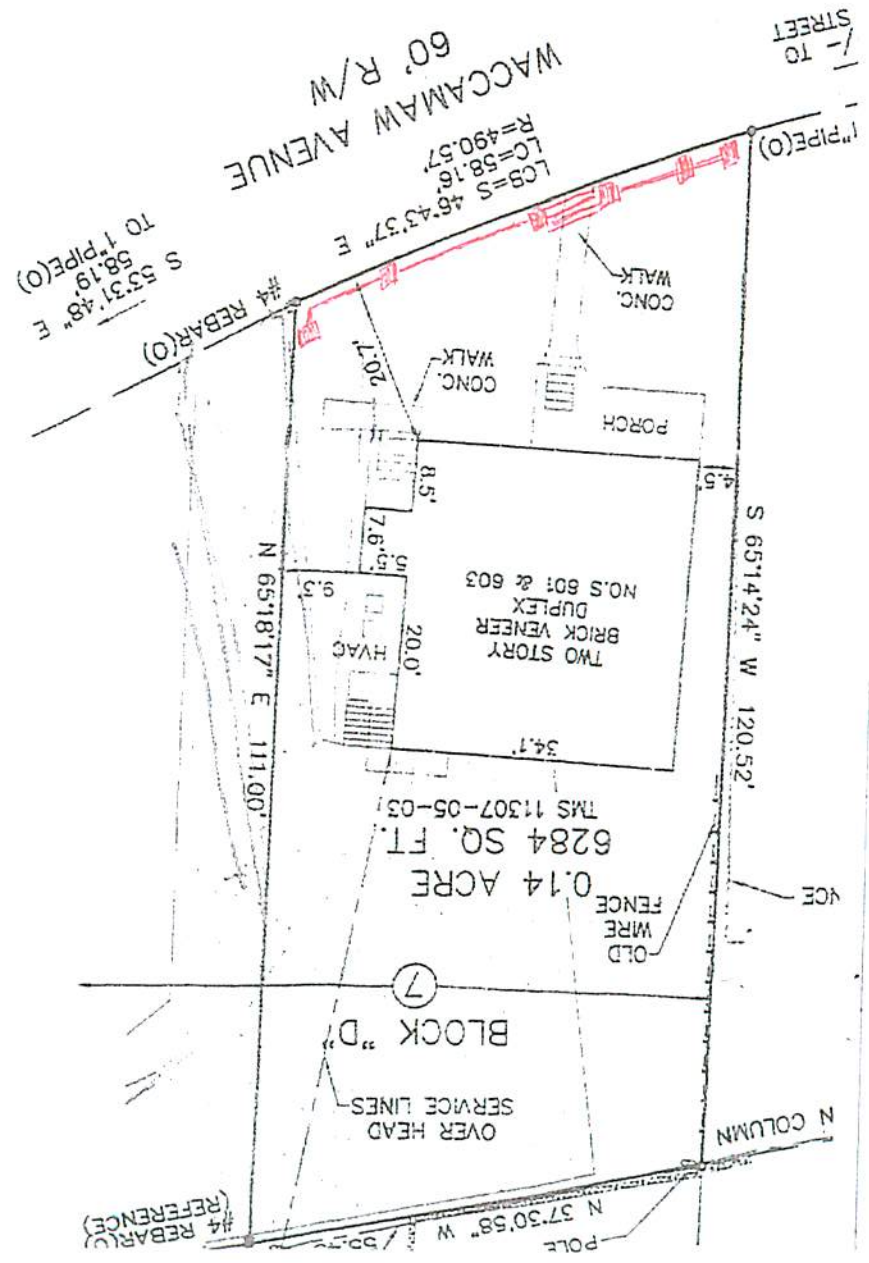 POLE
N 37°30'58" W
#4 REBAR(O)
(REFERENCE)
N COLUMN
OVER HEAD
SERVICE LINES
BLOCK "D"
7
OLD
WIRE
FENCE
0.14 ACRE
6284 SQ. FT.
TMS 11307-05-03
S 65°14'24" W 120.52'
N 65°18'17" E 111.00'
34.1'
TWO STORY
BRICK VENEER
DUPLEX
NO.S 601 & 603
20.0'
HVAC
9.3'
5.5'
7.6'
8.5'
4.5'
PORCH
CONC.
WALK
CONC.
WALK
20.7'
#4 REBAR(O)
1"PIPE(O)
S 53°31'48" E
58.19'
TO 1"PIPE(O)
LCB=S 46°43'37" E
LC=58.16'
R=490.57'
WACCAMAW AVENUE
60' R/W
TO
STREET